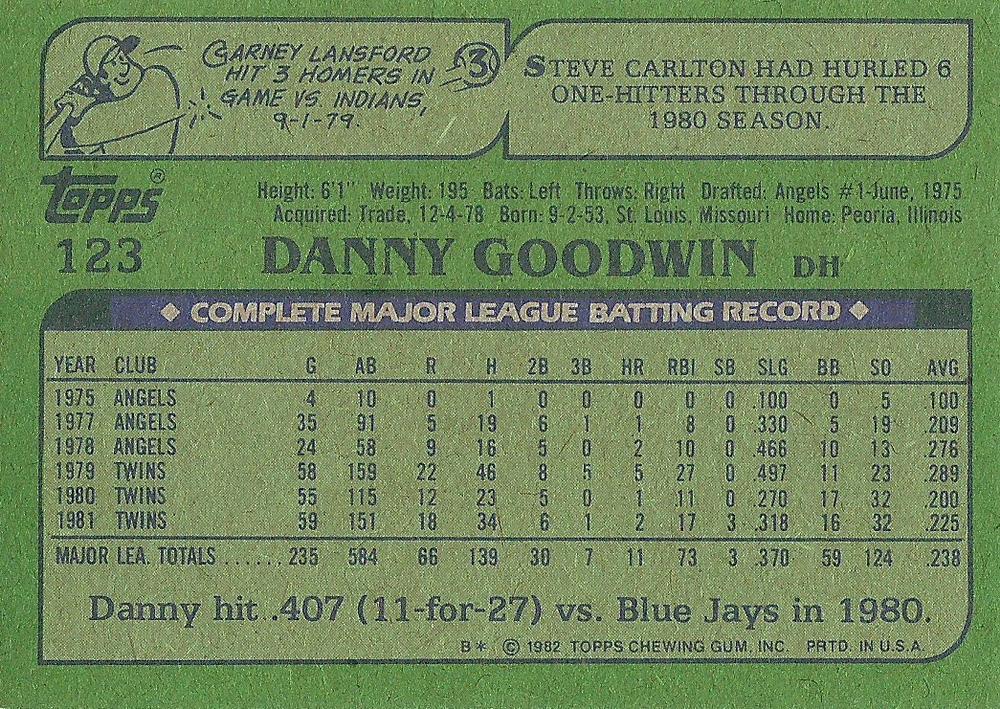 CARNEY LANSFORD
HIT 3 HOMERS IN
GAME VS. INDIANS,
9-1-79.
3
STEVE CARLTON HAD HURLED 6
ONE-HITTERS THROUGH THE
1980 SEASON.
TOPPS®
Height: 6'1" Weight: 195 Bats: Left Throws: Right Drafted: Angels #1-June, 1975
Acquired: Trade, 12-4-78 Born: 9-2-53, St. Louis, Missouri Home: Peoria, Illinois
123 DANNY GOODWIN DH
◆ COMPLETE MAJOR LEAGUE BATTING RECORD ◆
YEAR CLUB G AB R H 2B 3B HR RBI SB SLG BB SO AVG
1975 ANGELS 4 10 0 1 0 0 0 0 0 .100 0 5 .100
1977 ANGELS 35 91 5 19 6 1 1 8 0 .330 5 19 .209
1978 ANGELS 24 58 9 16 5 0 2 10 0 .466 10 13 .276
1979 TWINS 58 159 22 46 8 5 5 27 0 .497 11 23 .289
1980 TWINS 55 115 12 23 5 0 1 11 0 .270 17 32 .200
1981 TWINS 59 151 18 34 6 1 2 17 3 .318 16 32 .225
MAJOR LEA. TOTALS ...... 235 584 66 139 30 7 11 73 3 .370 59 124 .238
Danny hit .407 (11-for-27) vs. Blue Jays in 1980.
B* © 1982 TOPPS CHEWING GUM, INC. PRTD. IN U.S.A.